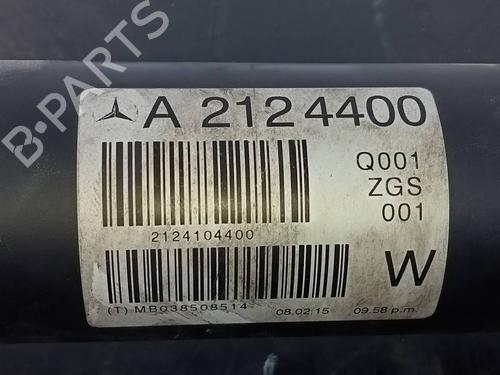 B-PARTS
A 2124400
Q001
ZGS
001
2124104400
W
(T) MB038508514
08.02.15
09.58 p.m.